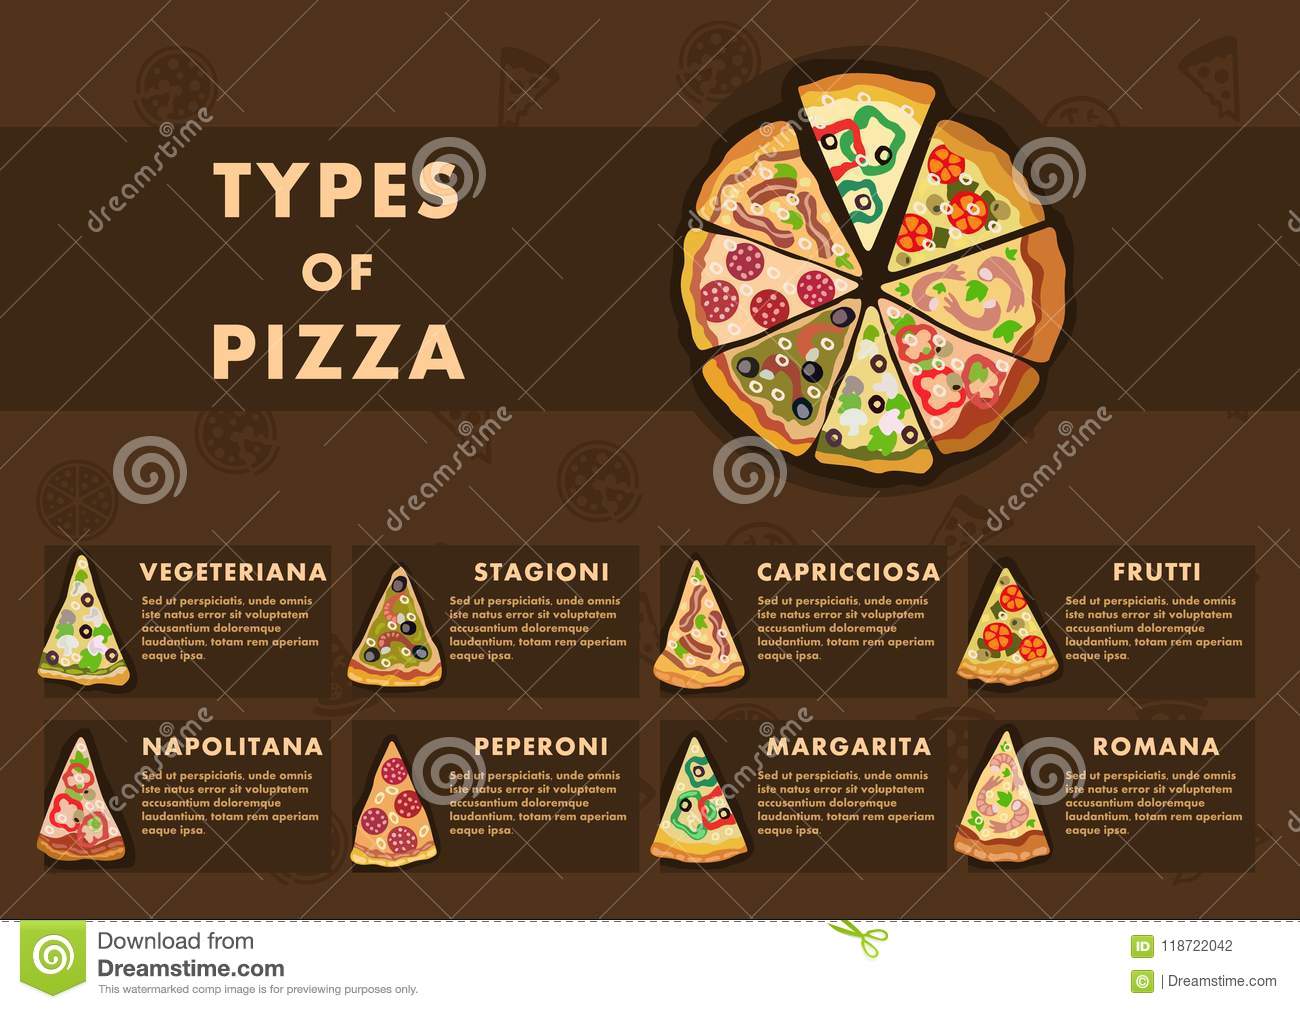 TYPES
OF
PIZZA
VEGETERIANA
Sed ut perspiciatis, unde omnis
iste natus error sit voluptatem
accusantium doloremque
laudantium, totam rem aperiam
eaque ipsa.
STAGIONI
Sed ut perspiciatis, unde omnis
iste natus error sit voluptatem
accusantium doloremque
laudantium, totam rem aperiam
eaque ipsa.
CAPRICCIOSA
Sed ut perspiciatis, unde omnis
iste natus error sit voluptatem
accusantium doloremque
laudantium, totam rem aperiam
eaque ipsa.
FRUTTI
Sed ut perspiciatis, unde omnis
iste natus error sit voluptatem
accusantium doloremque
laudantium, totam rem aperiam
eaque ipsa.
NAPOLITANA
Sed ut perspiciatis, unde omnis
iste natus error sit voluptatem
accusantium doloremque
laudantium, totam rem aperiam
eaque ipsa.
PEPERONI
Sed ut perspiciatis, unde omnis
iste natus error sit voluptatem
accusantium doloremque
laudantium, totam rem aperiam
eaque ipsa.
MARGARITA
Sed ut perspiciatis, unde omnis
iste natus error sit voluptatem
accusantium doloremque
laudantium, totam rem aperiam
eaque ipsa.
ROMANA
Sed ut perspiciatis, unde omnis
iste natus error sit voluptatem
accusantium doloremque
laudantium, totam rem aperiam
eaque ipsa.
dreamstime.
dreamstime.
dreamstime.
dreamstime.
dreamstime.
dreamstime.
dreamstime.
dreamstime.
Download from
Dreamstime.com
This watermarked comp image is for previewing purposes only.
ID 118722042
© | Dreamstime.com